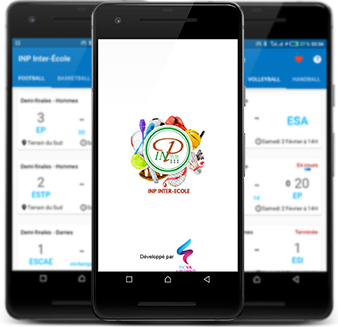 INP Inter-École
FOOTBALL BASKETBALL
Demi-finales - Hommes
3 -
EP
Terrain du Sud
Demi-finales - Hommes
2 -
ESTP
Terrain du Sud
Demi-finales - Dames
1 -
ESCAE
INP
INP INTER-ECOLE
Développé par
VOLLEYBALL HANDBALL
- ESA
Samedi 2 Février à 14H
En cours
0 20
EP
Samedi 2 Février à 14H
Terminée
- 1
ESI